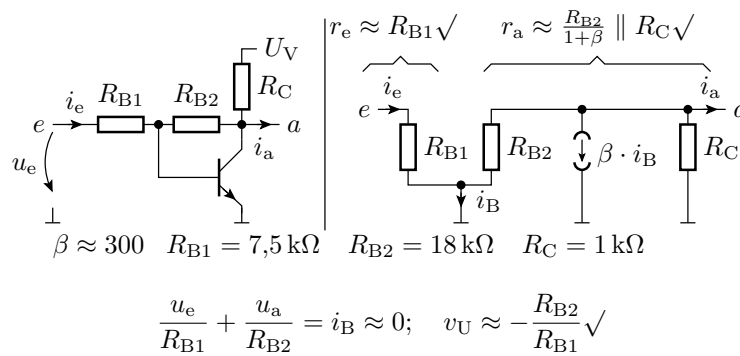 r_e ≈ R_B1 √ r_a ≈ R_B2/(1+β) ∥ R_C √
U_V
i_e R_B1 R_B2 R_C i_e i_a
e a e a
i_a R_B1 R_B2 β · i_B R_C
u_e i_B
β ≈ 300 R_B1 = 7,5 kΩ R_B2 = 18 kΩ R_C = 1 kΩ
u_e/R_B1 + u_a/R_B2 = i_B ≈ 0; v_U ≈ −R_B2/R_B1 √